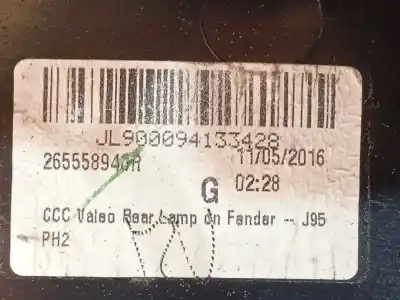 JL900094133428
265558940R 11/05/2016
G 02:28
CCC Valeo Rear Lamp on Fender -- J95
PH2